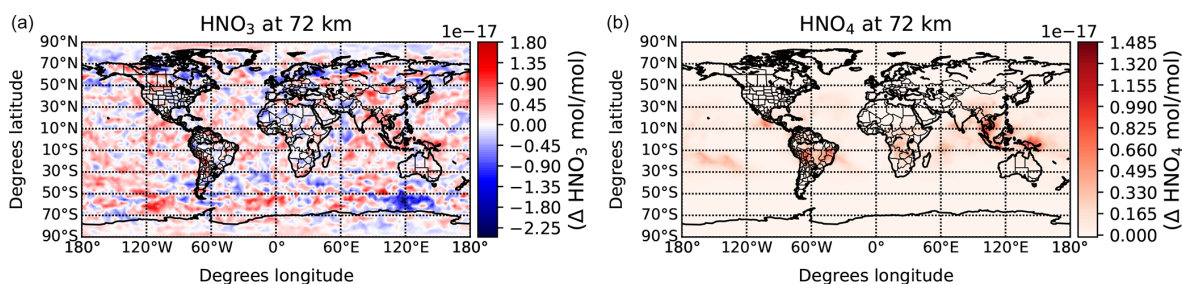 (a)
HNO₃ at 72 km
1e−17
90°N
70°N
50°N
30°N
10°N
10°S
30°S
50°S
70°S
90°S
Degrees latitude
180°
120°W
60°W
0°
60°E
120°E
180°
Degrees longitude
1.80
1.35
0.90
0.45
0.00
−0.45
−0.90
−1.35
−1.80
−2.25
(Δ HNO₃ mol/mol)
(b)
HNO₄ at 72 km
1e−17
90°N
70°N
50°N
30°N
10°N
10°S
30°S
50°S
70°S
90°S
Degrees latitude
180°
120°W
60°W
0°
60°E
120°E
180°
Degrees longitude
1.485
1.320
1.155
0.990
0.825
0.660
0.495
0.330
0.165
0.000
(Δ HNO₄ mol/mol)